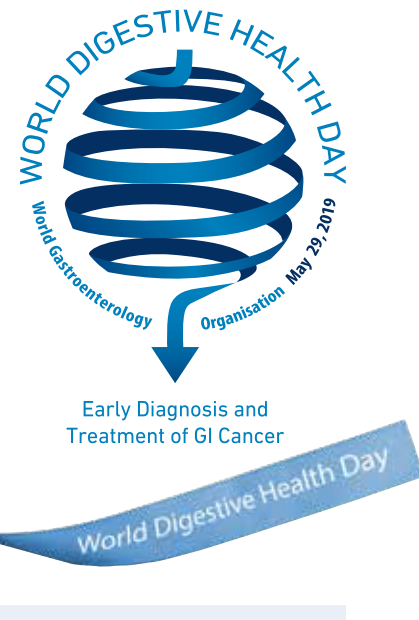 WORLD DIGESTIVE HEALTH DAY
World Gastroenterology Organisation May 29, 2019
Early Diagnosis and
Treatment of GI Cancer
World Digestive Health Day